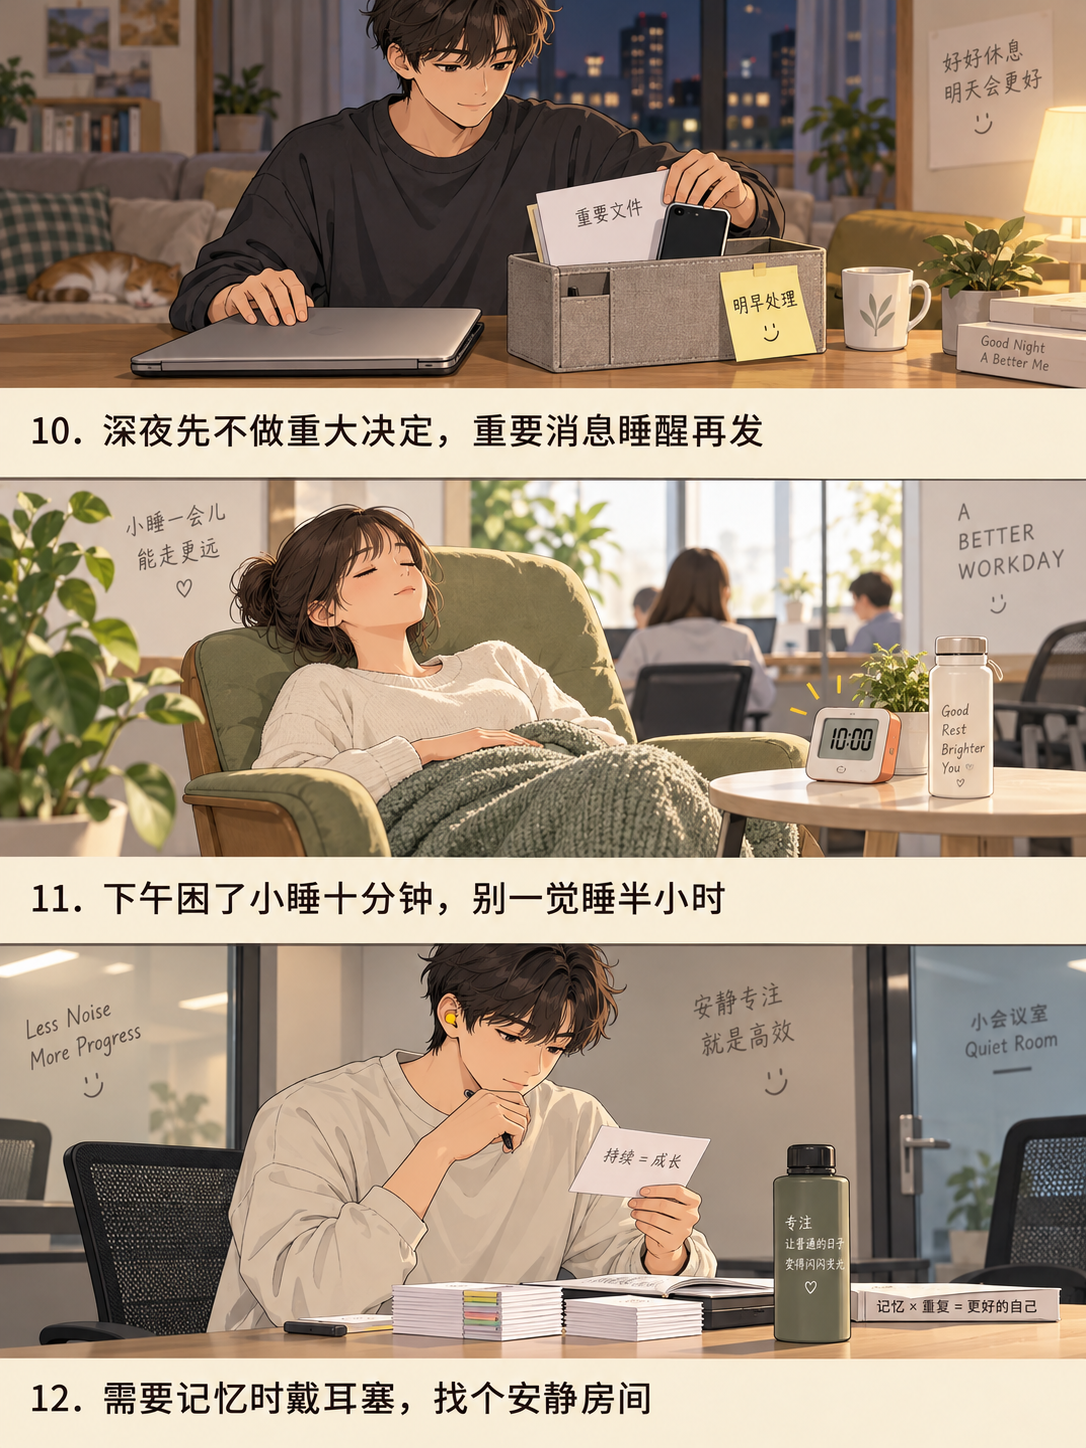 好好休息
明天会更好
重要文件
明早处理
Good Night
A Better Me
10. 深夜先不做重大决定，重要消息睡醒再发
小睡一会儿
能走更远
A
BETTER
WORKDAY
10:00
Good
Rest
Brighter
You
11. 下午困了小睡十分钟，别一觉睡半小时
Less Noise
More Progress
安静专注
就是高效
小会议室
Quiet Room
持续 = 成长
专注
让普通的日子
变得闪闪发光
记忆 × 重复 = 更好的自己
12. 需要记忆时戴耳塞，找个安静房间